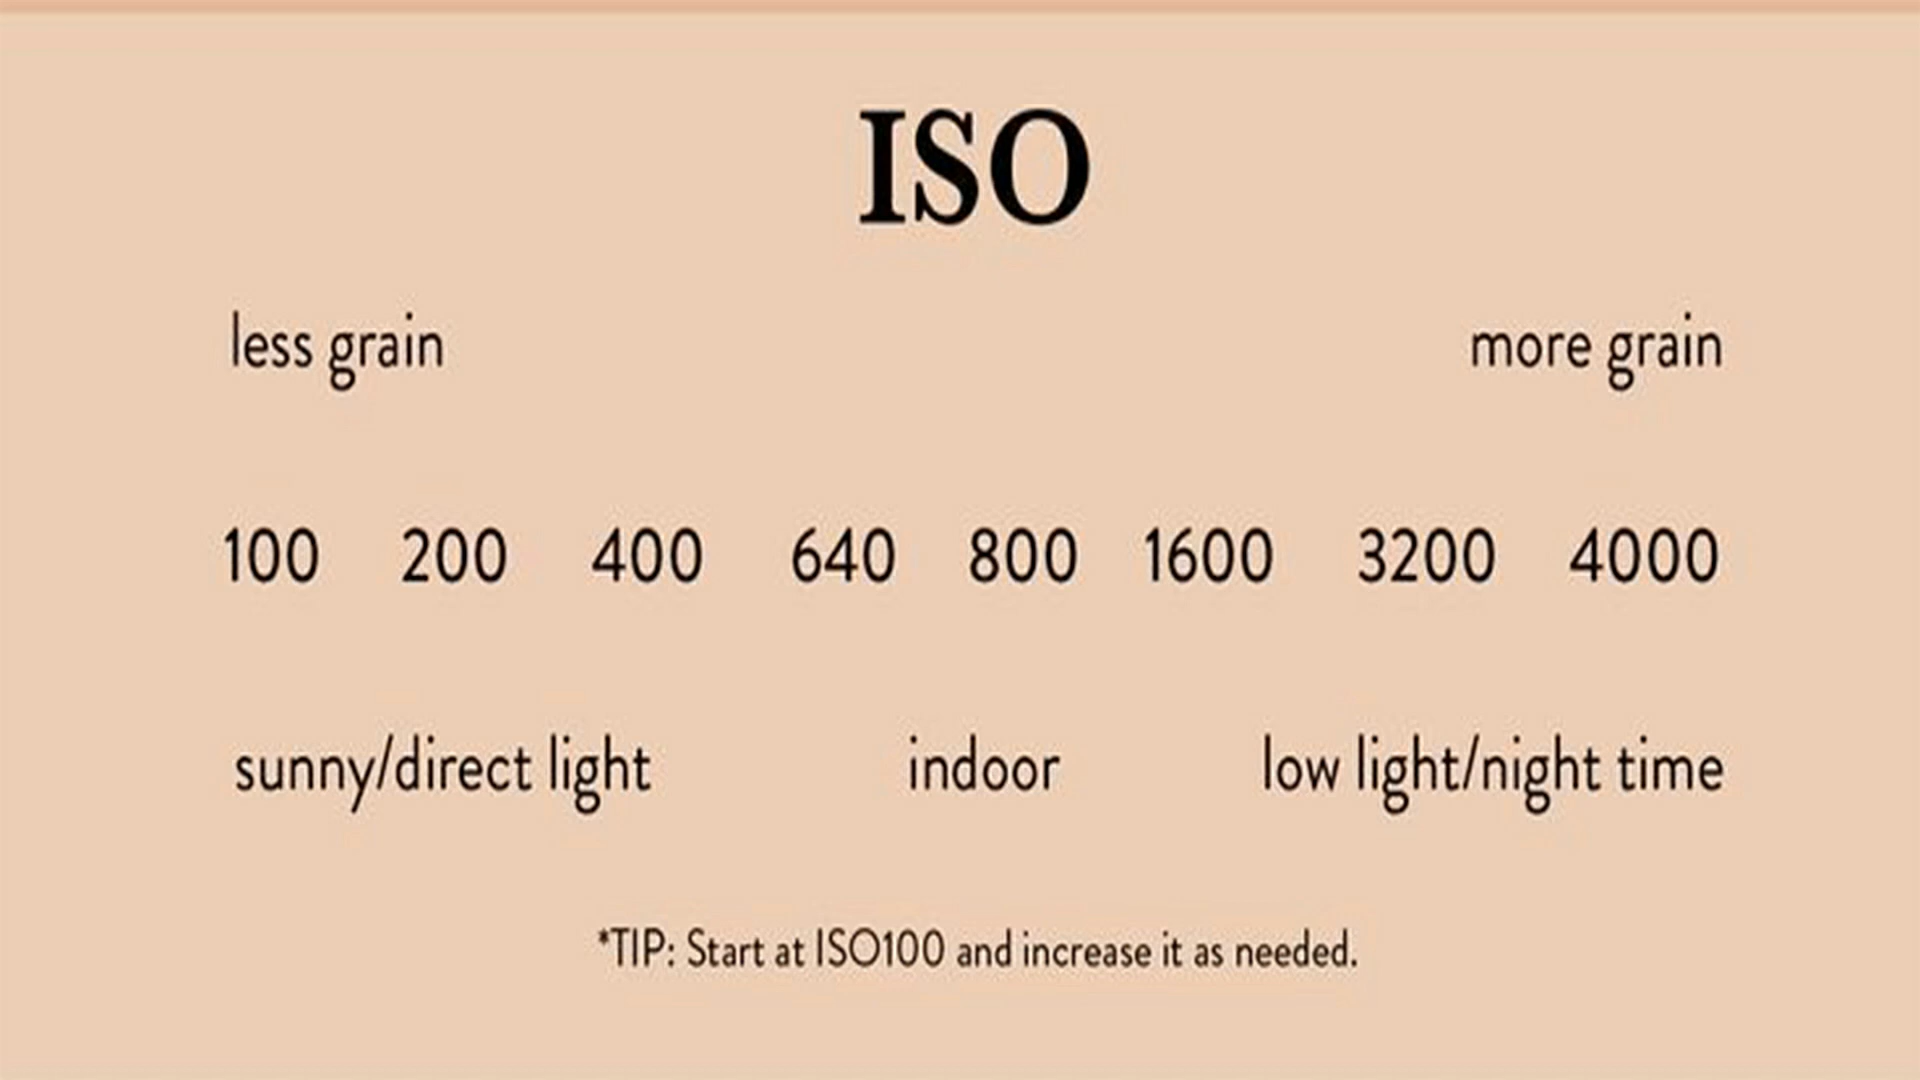 ISO
less grain more grain
100 200 400 640 800 1600 3200 4000
sunny/direct light indoor low light/night time
*TIP: Start at ISO100 and increase it as needed.